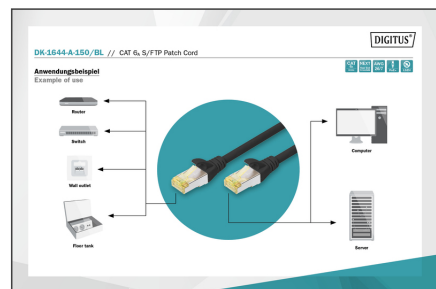 DIGITUS®
DK-1644-A-150/BL // CAT 6A S/FTP Patch Cord
Anwendungsbeispiel
Example of use
Router
Switch
Wall outlet
Floor tank
Computer
Server